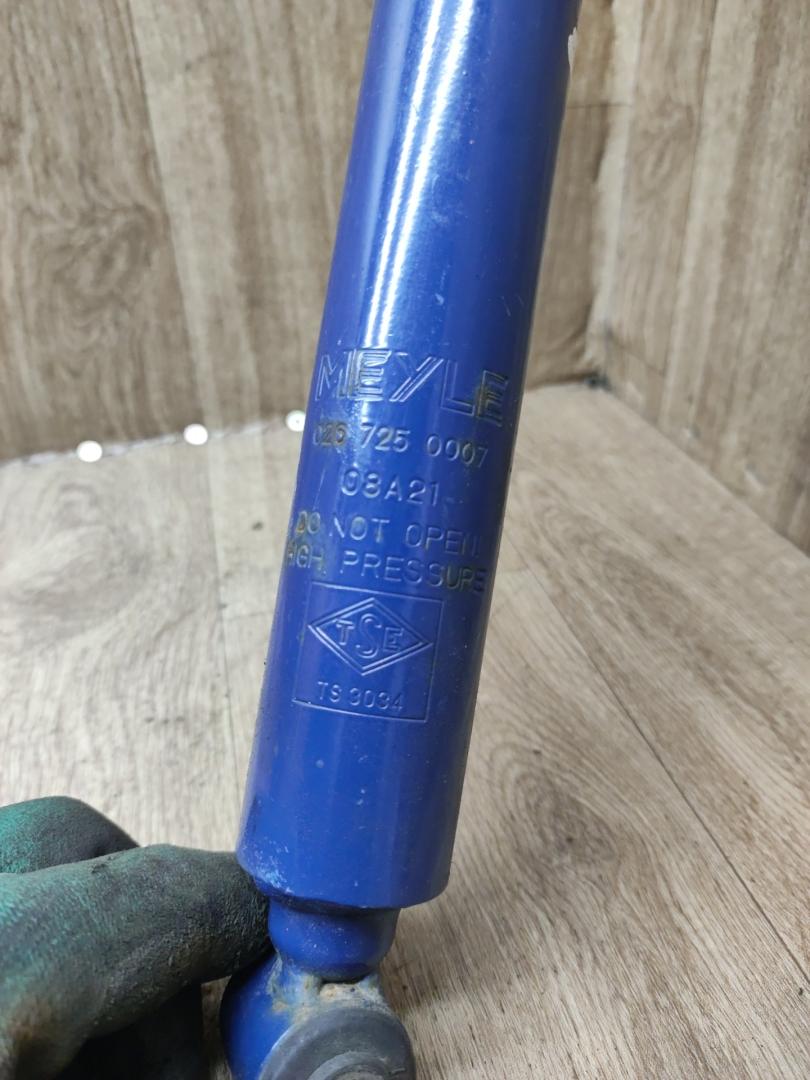 MEYLE
026 725 0007
08A21
DO NOT OPEN!
HIGH PRESSURE
TSE
TS 3034